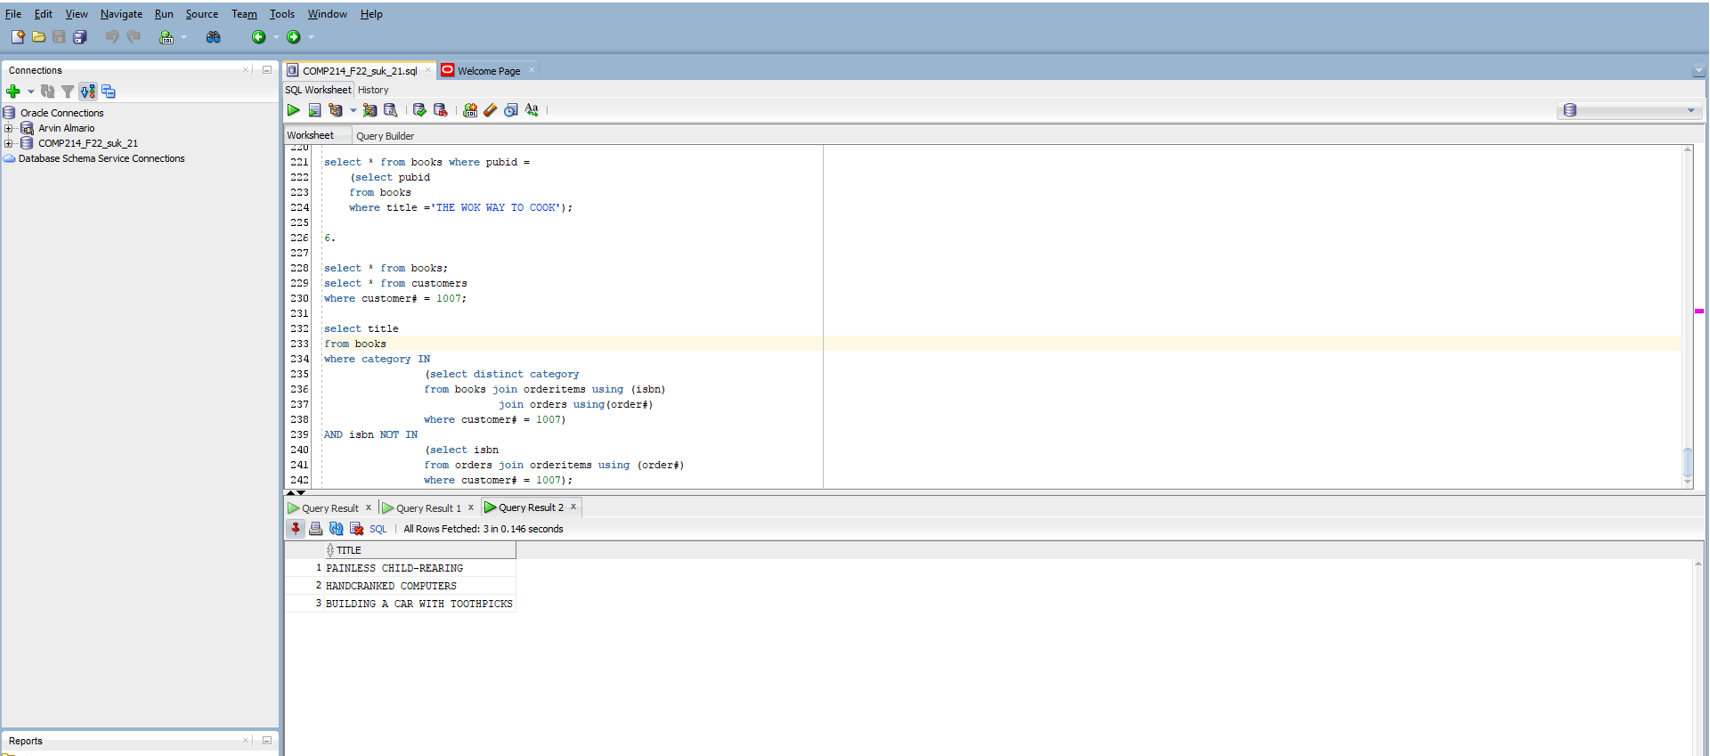 File Edit View Navigate Run Source Team Tools Window Help
Connections
COMP214_F22_suk_21.sql
Welcome Page
SQL Worksheet History
Oracle Connections
Arvin Almario
COMP214_F22_suk_21
Database Schema Service Connections
Worksheet Query Builder
220
221 select * from books where pubid =
222 (select pubid
223 from books
224 where title ='THE WOK WAY TO COOK');
225
226 6.
227
228 select * from books;
229 select * from customers
230 where customer# = 1007;
231
232 select title
233 from books
234 where category IN
235 (select distinct category
236 from books join orderitems using (isbn)
237 join orders using(order#)
238 where customer# = 1007)
239 AND isbn NOT IN
240 (select isbn
241 from orders join orderitems using (order#)
242 where customer# = 1007);
Query Result x Query Result 1 x Query Result 2 x
SQL | All Rows Fetched: 3 in 0.146 seconds
TITLE
1 PAINLESS CHILD-REARING
2 HANDCRANKED COMPUTERS
3 BUILDING A CAR WITH TOOTHPICKS
Reports